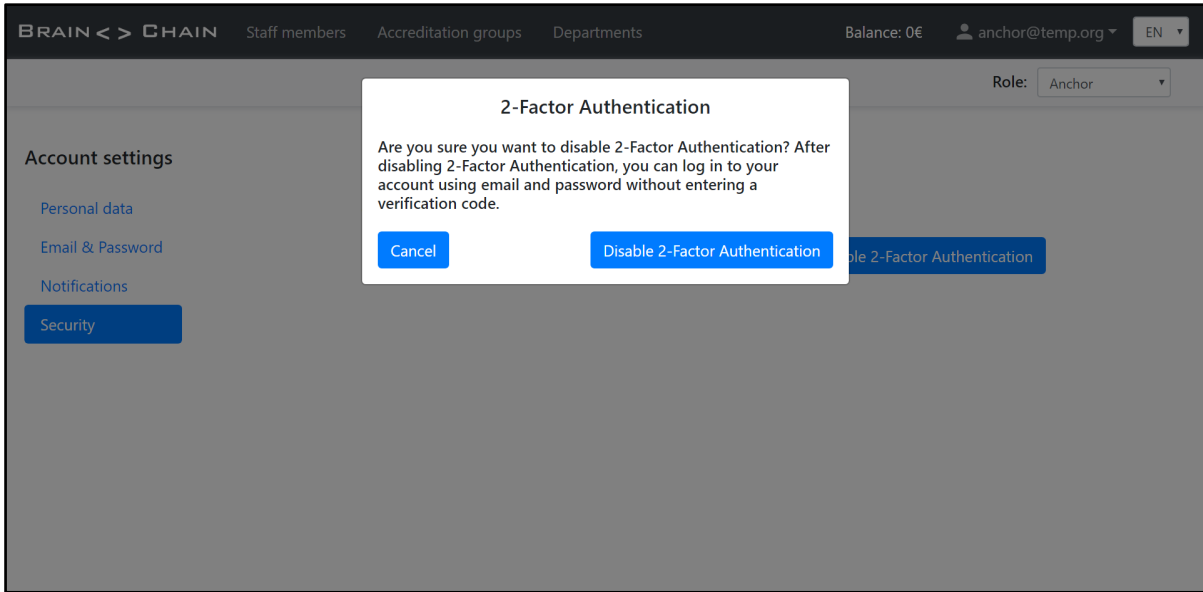 BRAIN < > CHAIN Staff members Accreditation groups Departments Balance: 0€ anchor@temp.org EN
Role: Anchor
2-Factor Authentication
Are you sure you want to disable 2-Factor Authentication? After
disabling 2-Factor Authentication, you can log in to your
account using email and password without entering a
verification code.
Cancel Disable 2-Factor Authentication
Account settings
Personal data
Email & Password
Notifications
Security
2-Factor Authentication